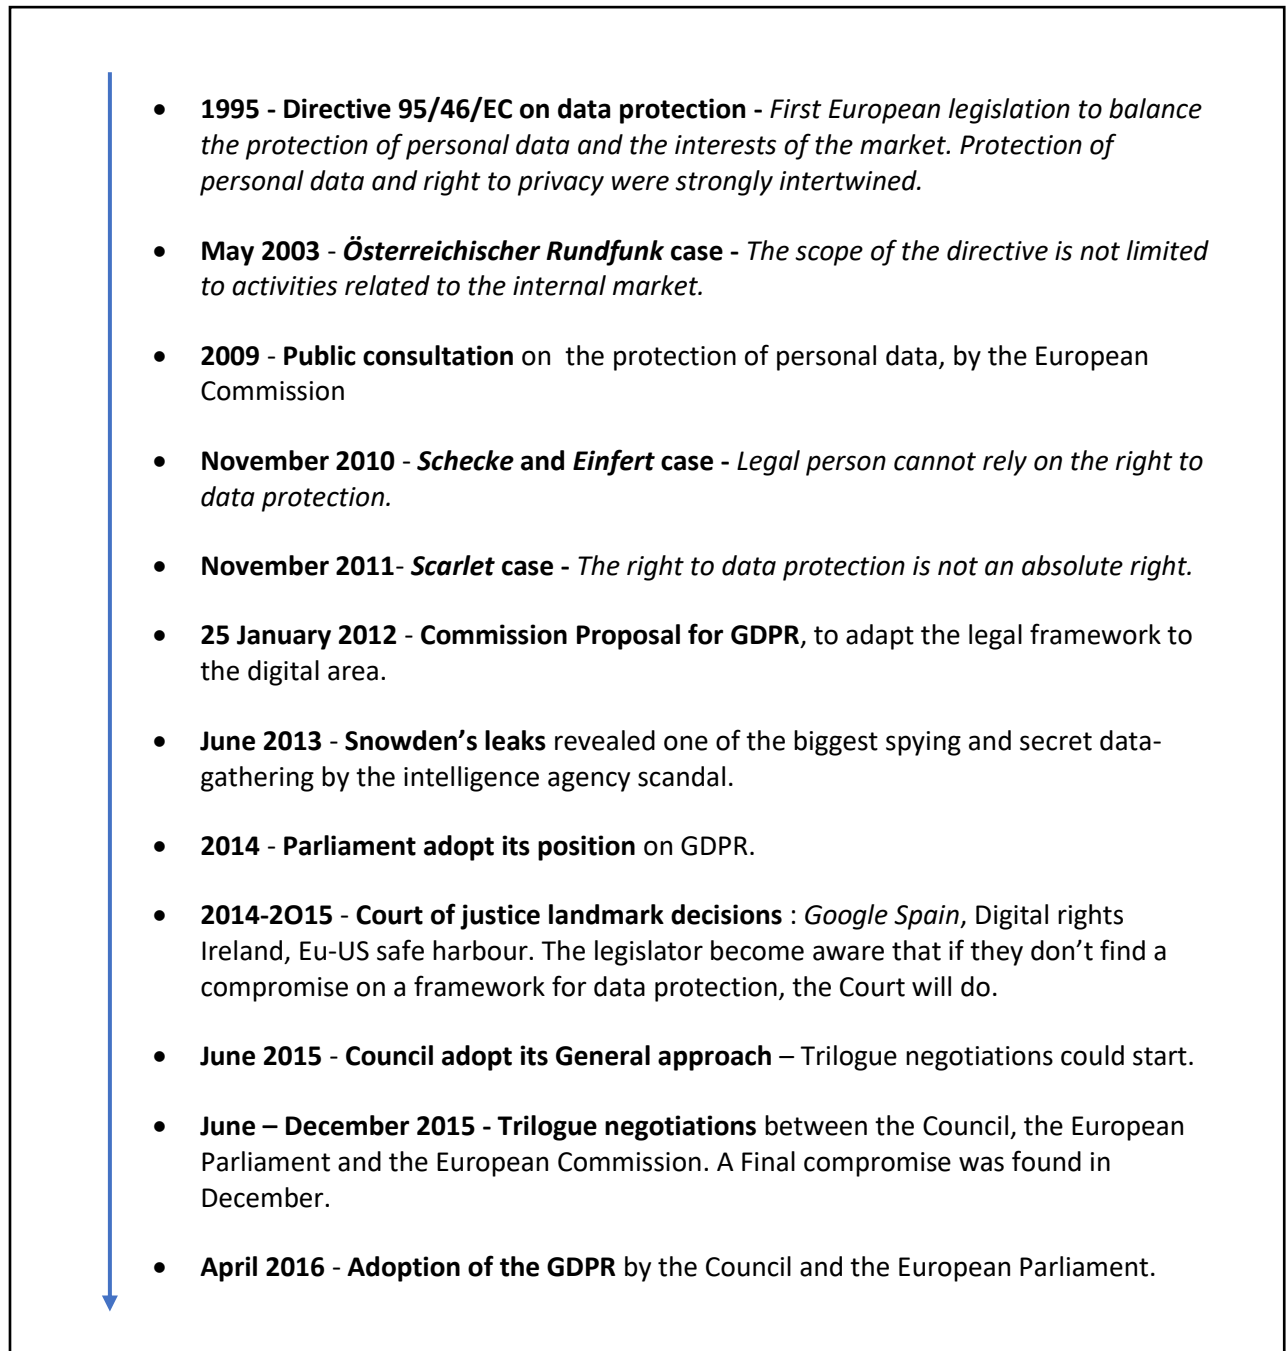 • 1995 - Directive 95/46/EC on data protection - First European legislation to balance
the protection of personal data and the interests of the market. Protection of
personal data and right to privacy were strongly intertwined.
• May 2003 - Österreichischer Rundfunk case - The scope of the directive is not limited
to activities related to the internal market.
• 2009 - Public consultation on the protection of personal data, by the European
Commission
• November 2010 - Schecke and Einfert case - Legal person cannot rely on the right to
data protection.
• November 2011- Scarlet case - The right to data protection is not an absolute right.
• 25 January 2012 - Commission Proposal for GDPR, to adapt the legal framework to
the digital area.
• June 2013 - Snowden’s leaks revealed one of the biggest spying and secret data-
gathering by the intelligence agency scandal.
• 2014 - Parliament adopt its position on GDPR.
• 2014-2O15 - Court of justice landmark decisions : Google Spain, Digital rights
Ireland, Eu-US safe harbour. The legislator become aware that if they don’t find a
compromise on a framework for data protection, the Court will do.
• June 2015 - Council adopt its General approach – Trilogue negotiations could start.
• June – December 2015 - Trilogue negotiations between the Council, the European
Parliament and the European Commission. A Final compromise was found in
December.
• April 2016 - Adoption of the GDPR by the Council and the European Parliament.